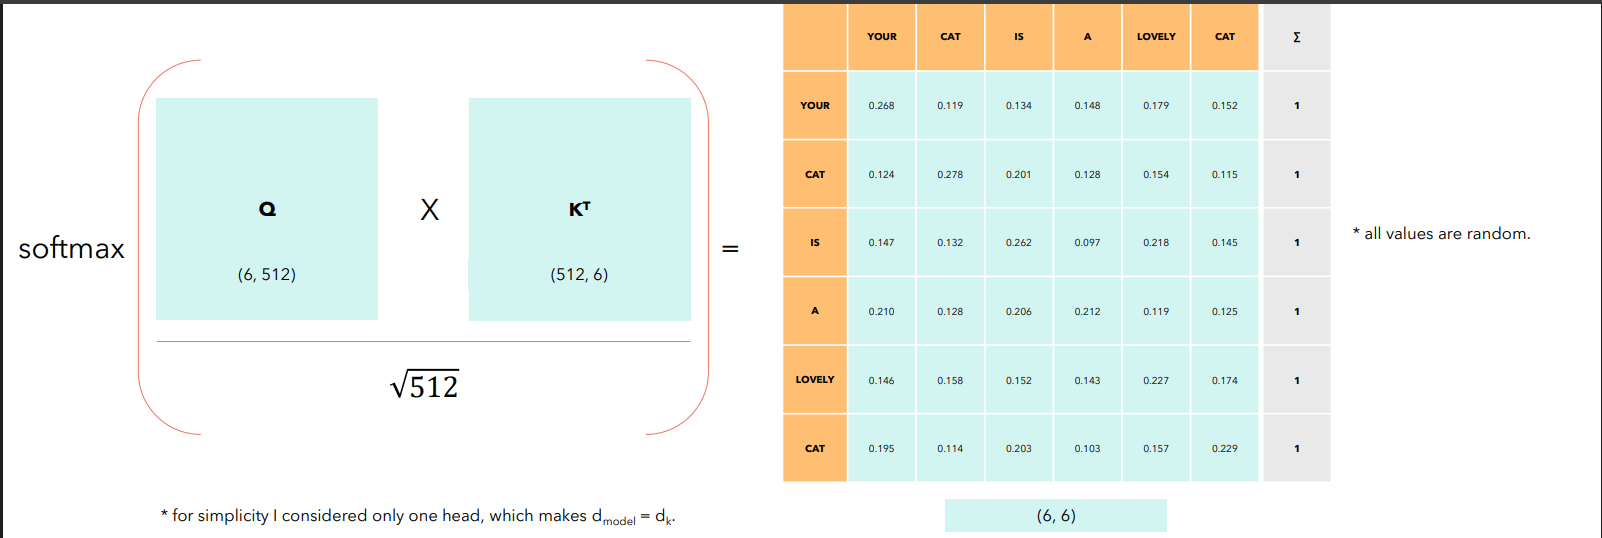 softmax
Q
(6, 512)
X
Kᵀ
(512, 6)
√512
=
YOUR CAT IS A LOVELY CAT Σ
YOUR 0.268 0.119 0.134 0.148 0.179 0.152 1
CAT 0.124 0.278 0.201 0.128 0.154 0.115 1
IS 0.147 0.132 0.262 0.097 0.218 0.145 1
A 0.210 0.128 0.206 0.212 0.119 0.125 1
LOVELY 0.146 0.158 0.152 0.143 0.227 0.174 1
CAT 0.195 0.114 0.203 0.103 0.157 0.229 1
* all values are random.
* for simplicity I considered only one head, which makes dmodel = dk.
(6, 6)